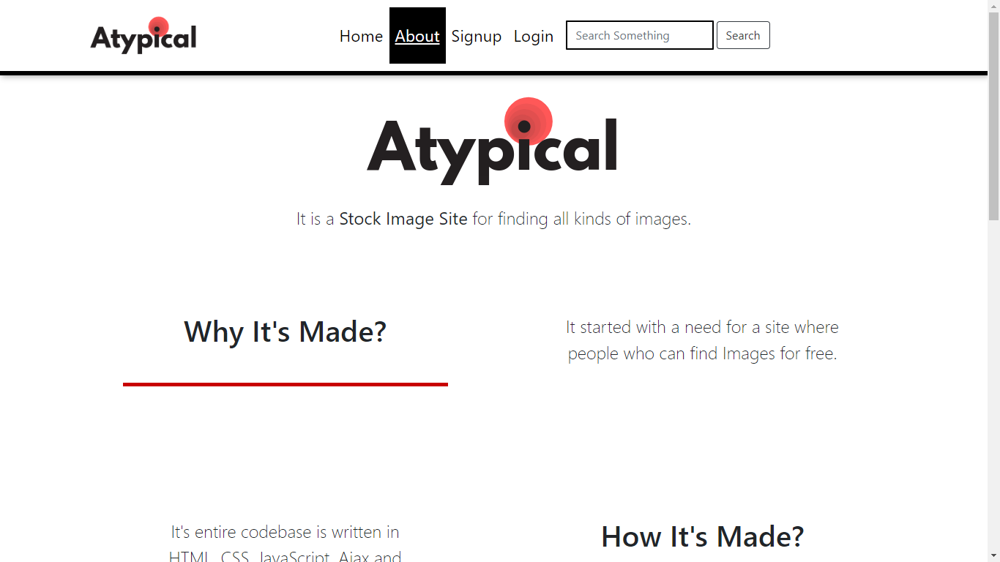 Atypical
Home About Signup Login Search Something Search
Atypical
It is a Stock Image Site for finding all kinds of images.
Why It's Made?
It started with a need for a site where
people who can find Images for free.
It's entire codebase is written in
HTML, CSS, JavaScript, Ajax and
How It's Made?